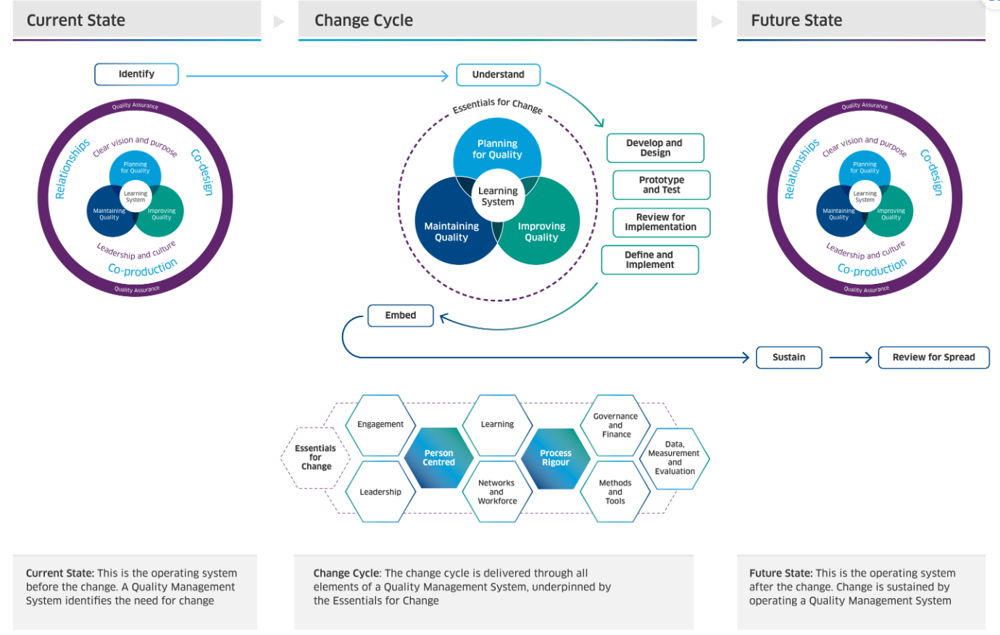 Current State
Change Cycle
Future State
Identify
Understand
Quality Assurance
Relationships
Clear vision and purpose
Co-design
Planning
for Quality
Learning
System
Maintaining
Quality
Improving
Quality
Leadership and culture
Co-production
Quality Assurance
Essentials for Change
Planning
for Quality
Learning
System
Maintaining
Quality
Improving
Quality
Develop and
Design
Prototype
and Test
Review for
Implementation
Define and
Implement
Quality Assurance
Relationships
Clear vision and purpose
Co-design
Planning
for Quality
Learning
System
Maintaining
Quality
Improving
Quality
Leadership and culture
Co-production
Quality Assurance
Embed
Sustain
Review for Spread
Essentials
for
Change
Engagement
Leadership
Person
Centred
Learning
Networks
and
Workforce
Process
Rigour
Governance
and
Finance
Methods
and
Tools
Data,
Measurement
and
Evaluation
Current State: This is the operating system
before the change. A Quality Management
System identifies the need for change
Change Cycle: The change cycle is delivered through all
elements of a Quality Management System, underpinned by
the Essentials for Change
Future State: This is the operating system
after the change. Change is sustained by
operating a Quality Management System